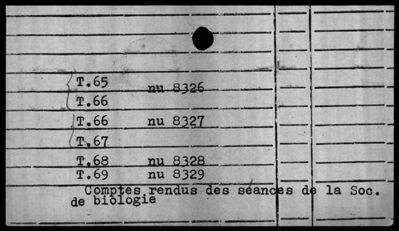 T.65
nu 8326
T.66
T.66 nu 8327
T.67
T.68 nu 8328
T.69 nu 8329
Comptes rendus des séances de la Soc.
de biologie